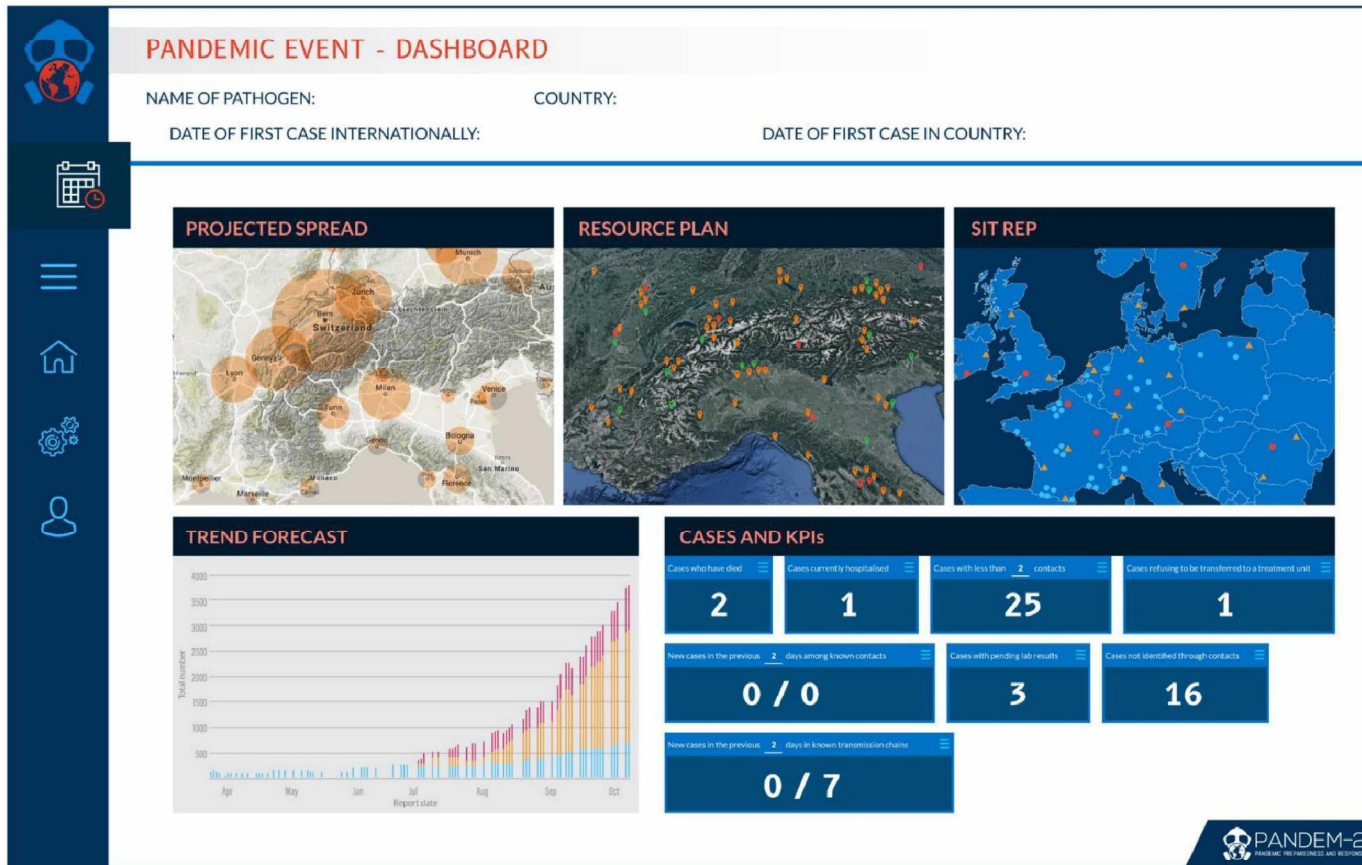 PANDEMIC EVENT - DASHBOARD
NAME OF PATHOGEN:
COUNTRY:
DATE OF FIRST CASE INTERNATIONALLY:
DATE OF FIRST CASE IN COUNTRY:
PROJECTED SPREAD
Munich
Zürich
Bern
Switzerland
Liechtenstein
Geneva
Lyon
Milan
Venice
Turin
Genoa
Bologna
San Marino
Florence
Montpellier
Monaco
Marseille
RESOURCE PLAN
SIT REP
TREND FORECAST
4000
3500
3000
2500
2000
1500
1000
500
Total number
Apr
May
Jun
Jul
Aug
Sep
Oct
Report date
CASES AND KPIs
Cases who have died
2
Cases currently hospitalised
1
Cases with less than 2 contacts
25
Cases refusing to be transferred to a treatment unit
1
New cases in the previous 2 days among known contacts
0 / 0
Cases with pending lab results
3
Cases not identified through contacts
16
New cases in the previous 2 days in known transmission chains
0 / 7
PANDEM-2
PANDEMIC PREPAREDNESS AND RESPONS